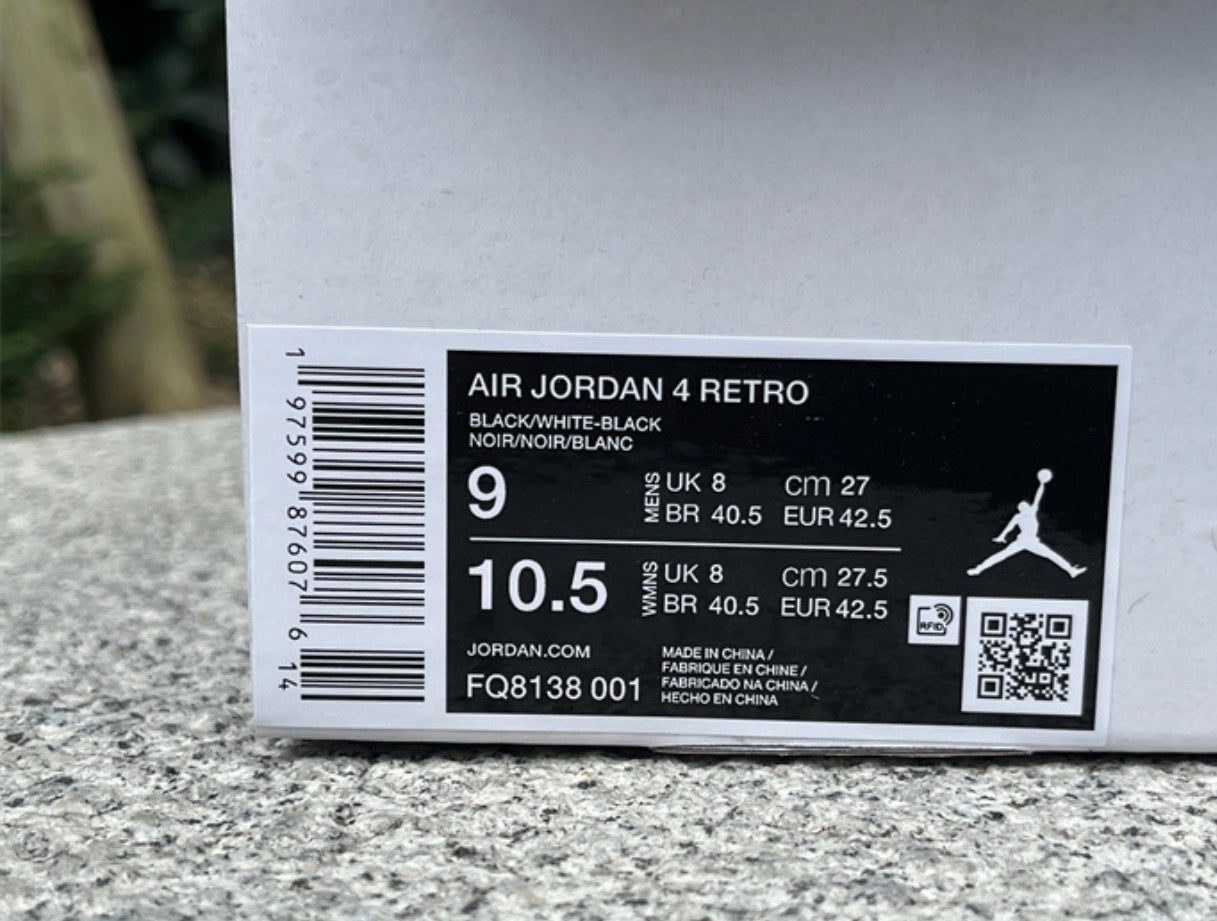 AIR JORDAN 4 RETRO
BLACK/WHITE-BLACK
NOIR/NOIR/BLANC
9
MENS
UK 8 cm 27
BR 40.5 EUR 42.5
10.5
WMNS
UK 8 cm 27.5
BR 40.5 EUR 42.5
JORDAN.COM
FQ8138 001
MADE IN CHINA /
FABRIQUE EN CHINE /
FABRICADO NA CHINA /
HECHO EN CHINA
RFID
1 97599 87607 6 14